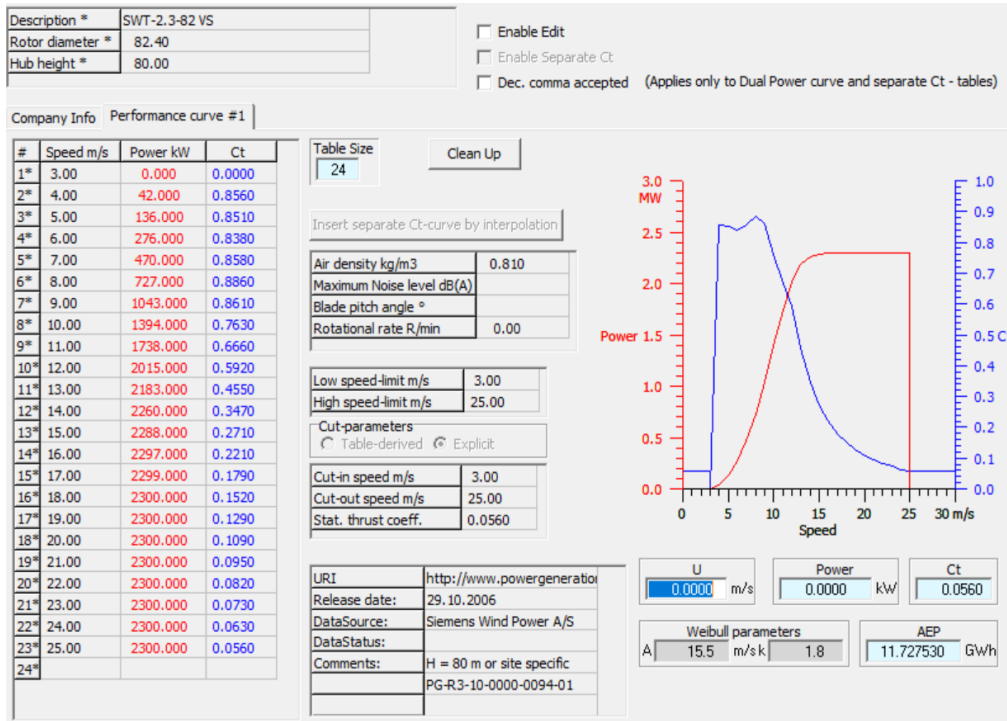 Description * SWT-2.3-82 VS
Rotor diameter * 82.40
Hub height * 80.00
Enable Edit
Enable Separate Ct
Dec. comma accepted (Applies only to Dual Power curve and separate Ct - tables)
Company Info Performance curve #1
# Speed m/s Power kW Ct
1* 3.00 0.000 0.0000
2* 4.00 42.000 0.8560
3* 5.00 136.000 0.8510
4* 6.00 276.000 0.8380
5* 7.00 470.000 0.8580
6* 8.00 727.000 0.8860
7* 9.00 1043.000 0.8610
8* 10.00 1394.000 0.7630
9* 11.00 1738.000 0.6660
10* 12.00 2015.000 0.5920
11* 13.00 2183.000 0.4550
12* 14.00 2260.000 0.3470
13* 15.00 2288.000 0.2710
14* 16.00 2297.000 0.2210
15* 17.00 2299.000 0.1790
16* 18.00 2300.000 0.1520
17* 19.00 2300.000 0.1290
18* 20.00 2300.000 0.1090
19* 21.00 2300.000 0.0950
20* 22.00 2300.000 0.0820
21* 23.00 2300.000 0.0730
22* 24.00 2300.000 0.0630
23* 25.00 2300.000 0.0560
24*
Table Size
24
Clean Up
Insert separate Ct-curve by interpolation
Air density kg/m3 0.810
Maximum Noise level dB(A)
Blade pitch angle °
Rotational rate R/min 0.00
Low speed-limit m/s 3.00
High speed-limit m/s 25.00
Cut-parameters
Table-derived Explicit
Cut-in speed m/s 3.00
Cut-out speed m/s 25.00
Stat. thrust coeff. 0.0560
URI http://www.powergeneratio
Release date: 29.10.2006
DataSource: Siemens Wind Power A/S
DataStatus:
Comments: H = 80 m or site specific
PG-R3-10-0000-0094-01
3.0
MW
2.5
2.0
Power 1.5
1.0
0.5
0.0
1.0
0.9
0.8
0.7
0.6
0.5 C
0.4
0.3
0.2
0.1
0.0
0 5 10 15 20 25 30 m/s
Speed
U
0.0000 m/s
Power
0.0000 kW
Ct
0.0560
Weibull parameters
A 15.5 m/s k 1.8
AEP
11.727530 GWh